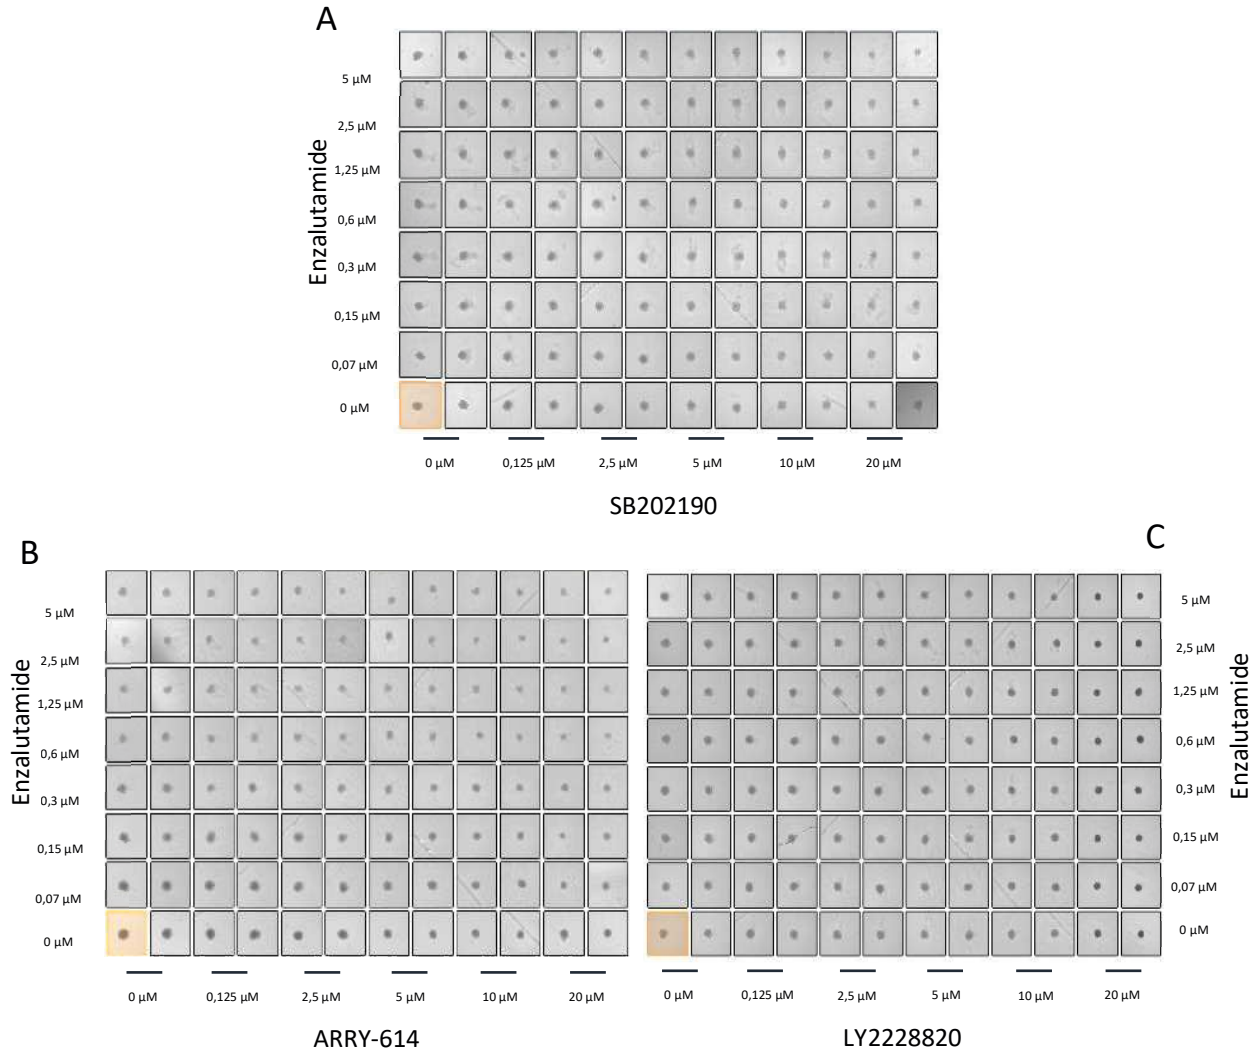 A
5 µM
2,5 µM
1,25 µM
0,6 µM
0,3 µM
0,15 µM
0,07 µM
0 µM
Enzalutamide
0 µM 0,125 µM 2,5 µM 5 µM 10 µM 20 µM
SB202190
B
5 µM
2,5 µM
1,25 µM
0,6 µM
0,3 µM
0,15 µM
0,07 µM
0 µM
Enzalutamide
0 µM 0,125 µM 2,5 µM 5 µM 10 µM 20 µM
ARRY-614
C
5 µM
2,5 µM
1,25 µM
0,6 µM
0,3 µM
0,15 µM
0,07 µM
0 µM
Enzalutamide
0 µM 0,125 µM 2,5 µM 5 µM 10 µM 20 µM
LY2228820